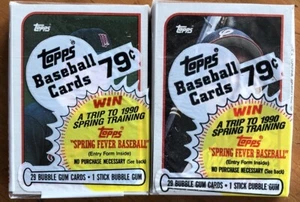 Topps
Topps
Baseball
Cards
79¢
WIN
A TRIP TO 1990
SPRING TRAINING
Topps
"SPRING FEVER BASEBALL"
(Entry Form Inside)
NO PURCHASE NECESSARY (See back)
29 BUBBLE GUM CARDS • 1 STICK BUBBLE GUM
Topps
Topps
Baseball
Cards
79¢
WIN
A TRIP TO 1990
SPRING TRAINING
Topps
"SPRING FEVER BASEBALL"
(Entry Form Inside)
NO PURCHASE NECESSARY (See back)
29 BUBBLE GUM CARDS • 1 STICK BUBBLE GUM